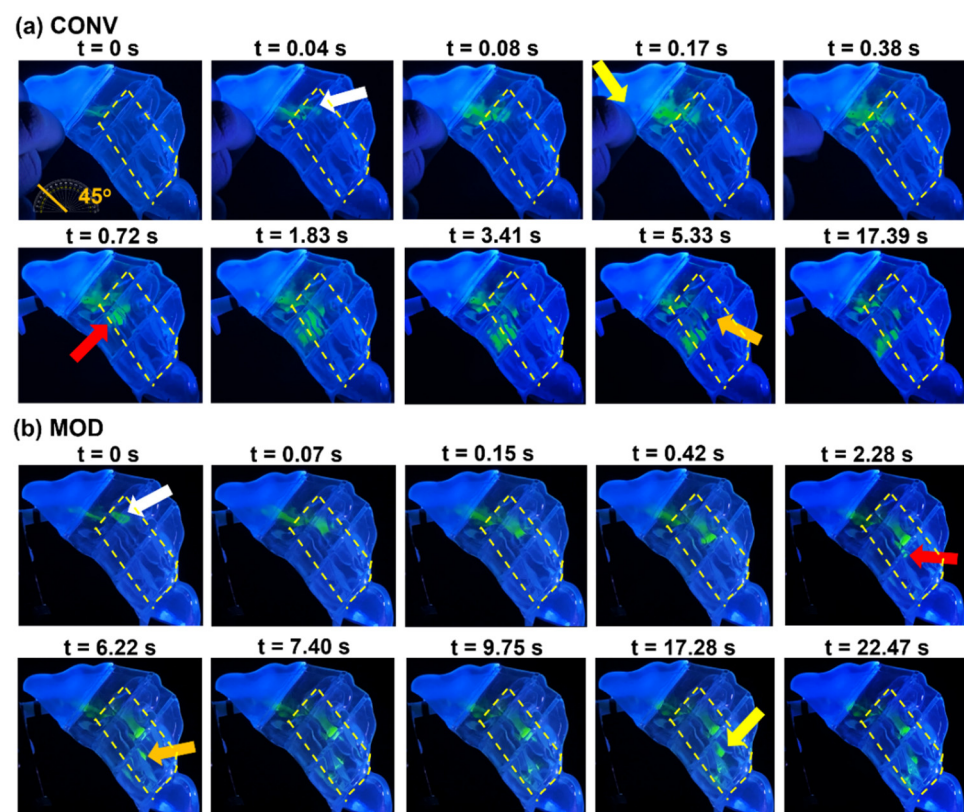 (a) CONV
t = 0 s t = 0.04 s t = 0.08 s t = 0.17 s t = 0.38 s
45°
t = 0.72 s t = 1.83 s t = 3.41 s t = 5.33 s t = 17.39 s
(b) MOD
t = 0 s t = 0.07 s t = 0.15 s t = 0.42 s t = 2.28 s
t = 6.22 s t = 7.40 s t = 9.75 s t = 17.28 s t = 22.47 s